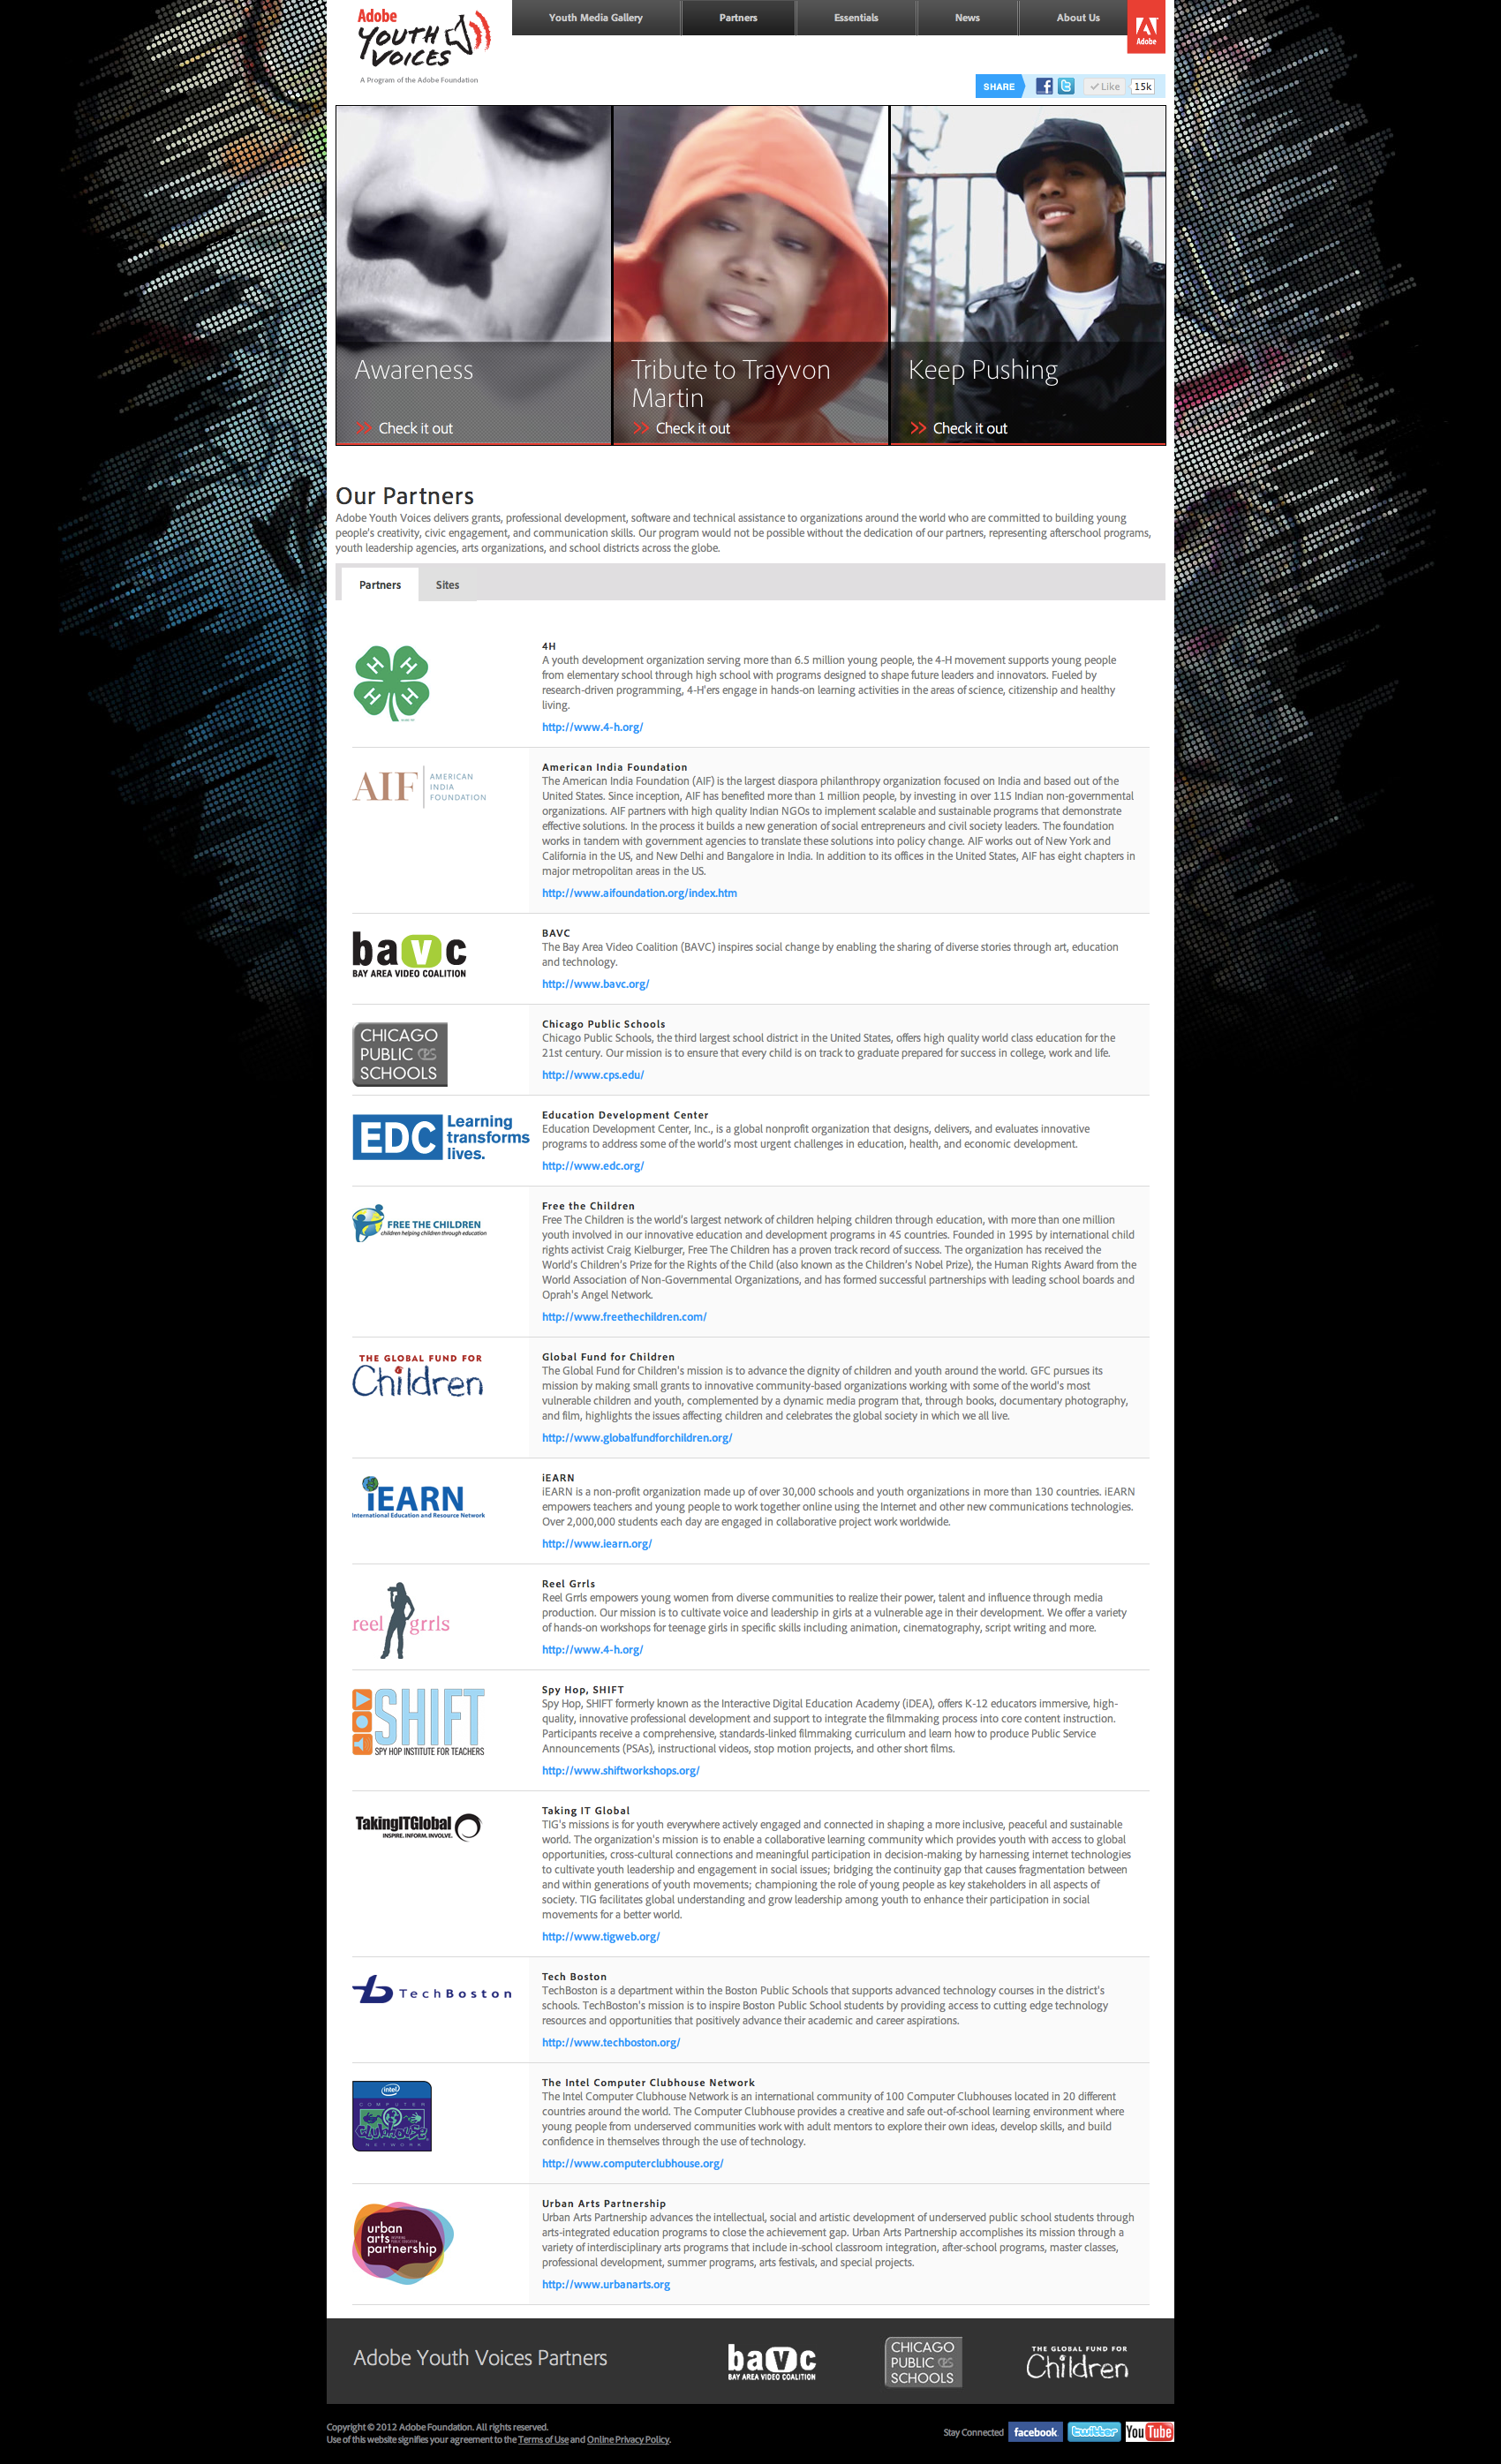 Adobe
YOUTH
VOICES
A Program of the Adobe Foundation
Youth Media Gallery
Partners
Essentials
News
About Us
Adobe
SHARE
Like
15k
Awareness
Check it out
Tribute to Trayvon
Martin
Check it out
Keep Pushing
Check it out
Our Partners
Adobe Youth Voices delivers grants, professional development, software and technical assistance to organizations around the world who are committed to building young
people's creativity, civic engagement, and communication skills. Our program would not be possible without the dedication of our partners, representing afterschool programs,
youth leadership agencies, arts organizations, and school districts across the globe.
Partners
Sites
H H H H
4H
A youth development organization serving more than 6.5 million young people, the 4-H movement supports young people
from elementary school through high school with programs designed to shape future leaders and innovators. Fueled by
research-driven programming, 4-H'ers engage in hands-on learning activities in the areas of science, citizenship and healthy
living.
http://www.4-h.org/
AIF
AMERICAN
INDIA
FOUNDATION
American India Foundation
The American India Foundation (AIF) is the largest diaspora philanthropy organization focused on India and based out of the
United States. Since inception, AIF has benefited more than 1 million people, by investing in over 115 Indian non-governmental
organizations. AIF partners with high quality Indian NGOs to implement scalable and sustainable programs that demonstrate
effective solutions. In the process it builds a new generation of social entrepreneurs and civil society leaders. The foundation
works in tandem with government agencies to translate these solutions into policy change. AIF works out of New York and
California in the US, and New Delhi and Bangalore in India. In addition to its offices in the United States, AIF has eight chapters in
major metropolitan areas in the US.
http://www.aifoundation.org/index.htm
bavc
BAY AREA VIDEO COALITION
BAVC
The Bay Area Video Coalition (BAVC) inspires social change by enabling the sharing of diverse stories through art, education
and technology.
http://www.bavc.org/
CHICAGO
PUBLIC CPS
SCHOOLS
Chicago Public Schools
Chicago Public Schools, the third largest school district in the United States, offers high quality world class education for the
21st century. Our mission is to ensure that every child is on track to graduate prepared for success in college, work and life.
http://www.cps.edu/
EDC
Learning
transforms
lives.
Education Development Center
Education Development Center, Inc., is a global nonprofit organization that designs, delivers, and evaluates innovative
programs to address some of the world's most urgent challenges in education, health, and economic development.
http://www.edc.org/
FREE THE CHILDREN
children helping children through education
Free the Children
Free The Children is the world's largest network of children helping children through education, with more than one million
youth involved in our innovative education and development programs in 45 countries. Founded in 1995 by international child
rights activist Craig Kielburger, Free The Children has a proven track record of success. The organization has received the
World's Children's Prize for the Rights of the Child (also known as the Children's Nobel Prize), the Human Rights Award from the
World Association of Non-Governmental Organizations, and has formed successful partnerships with leading school boards and
Oprah's Angel Network.
http://www.freethechildren.com/
THE GLOBAL FUND FOR
Children
Global Fund for Children
The Global Fund for Children's mission is to advance the dignity of children and youth around the world. GFC pursues its
mission by making small grants to innovative community-based organizations working with some of the world's most
vulnerable children and youth, complemented by a dynamic media program that, through books, documentary photography,
and film, highlights the issues affecting children and celebrates the global society in which we all live.
http://www.globalfundforchildren.org/
iEARN
International Education and Resource Network
iEARN
iEARN is a non-profit organization made up of over 30,000 schools and youth organizations in more than 130 countries. iEARN
empowers teachers and young people to work together online using the Internet and other new communications technologies.
Over 2,000,000 students each day are engaged in collaborative project work worldwide.
http://www.iearn.org/
reel grrls
Reel Grrls
Reel Grrls empowers young women from diverse communities to realize their power, talent and influence through media
production. Our mission is to cultivate voice and leadership in girls at a vulnerable age in their development. We offer a variety
of hands-on workshops for teenage girls in specific skills including animation, cinematography, script writing and more.
http://www.4-h.org/
SHIFT
SPY HOP INSTITUTE FOR TEACHERS
Spy Hop, SHIFT
Spy Hop, SHIFT formerly known as the Interactive Digital Education Academy (iDEA), offers K-12 educators immersive, high-
quality, innovative professional development and support to integrate the filmmaking process into core content instruction.
Participants receive a comprehensive, standards-linked filmmaking curriculum and learn how to produce Public Service
Announcements (PSAs), instructional videos, stop motion projects, and other short films.
http://www.shiftworkshops.org/
TakingITGlobal
INSPIRE. INFORM. INVOLVE.
Taking IT Global
TIG's missions is for youth everywhere actively engaged and connected in shaping a more inclusive, peaceful and sustainable
world. The organization's mission is to enable a collaborative learning community which provides youth with access to global
opportunities, cross-cultural connections and meaningful participation in decision-making by harnessing internet technologies
to cultivate youth leadership and engagement in social issues; bridging the continuity gap that causes fragmentation between
and within generations of youth movements; championing the role of young people as key stakeholders in all aspects of
society. TIG facilitates global understanding and grow leadership among youth to enhance their participation in social
movements for a better world.
http://www.tigweb.org/
TechBoston
Tech Boston
TechBoston is a department within the Boston Public Schools that supports advanced technology courses in the district's
schools. TechBoston's mission is to inspire Boston Public School students by providing access to cutting edge technology
resources and opportunities that positively advance their academic and career aspirations.
http://www.techboston.org/
intel
COMPUTER
CLUBHOUSE
NETWORK
The Intel Computer Clubhouse Network
The Intel Computer Clubhouse Network is an international community of 100 Computer Clubhouses located in 20 different
countries around the world. The Computer Clubhouse provides a creative and safe out-of-school learning environment where
young people from underserved communities work with adult mentors to explore their own ideas, develop skills, and build
confidence in themselves through the use of technology.
http://www.computerclubhouse.org/
urban
arts
partnership
Urban Arts Partnership
Urban Arts Partnership advances the intellectual, social and artistic development of underserved public school students through
arts-integrated education programs to close the achievement gap. Urban Arts Partnership accomplishes its mission through a
variety of interdisciplinary arts programs that include in-school classroom integration, after-school programs, master classes,
professional development, summer programs, arts festivals, and special projects.
http://www.urbanarts.org
Adobe Youth Voices Partners
bavc
BAY AREA VIDEO COALITION
CHICAGO
PUBLIC CPS
SCHOOLS
THE GLOBAL FUND FOR
Children
Copyright © 2012 Adobe Foundation. All rights reserved.
Use of this website signifies your agreement to the Terms of Use and Online Privacy Policy.
Stay Connected
facebook
twitter
YouTube